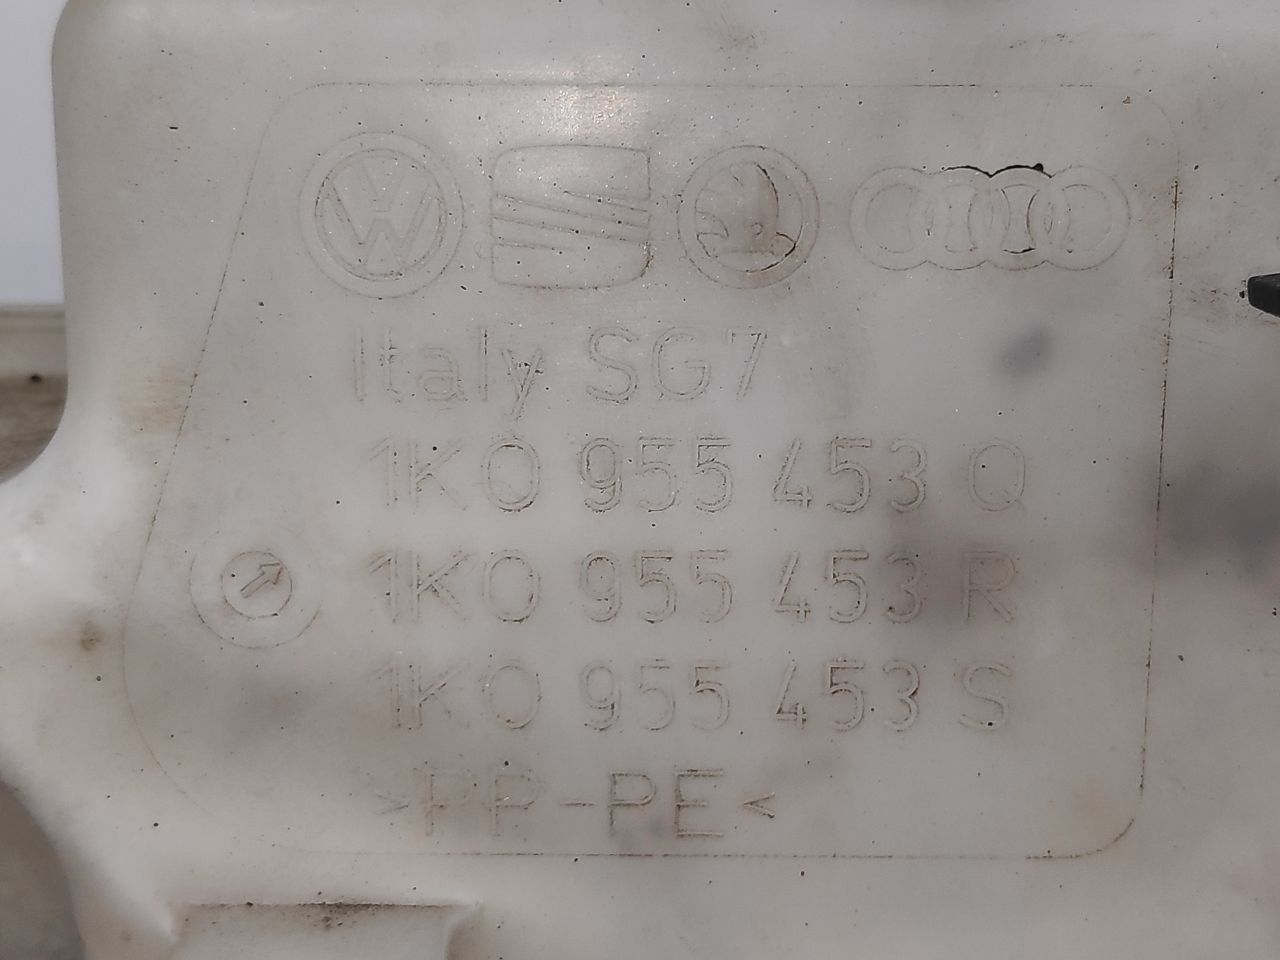 Italy SG7
1K0 955 453 Q
1K0 955 453 R
1K0 955 453 S
>PP-PE<